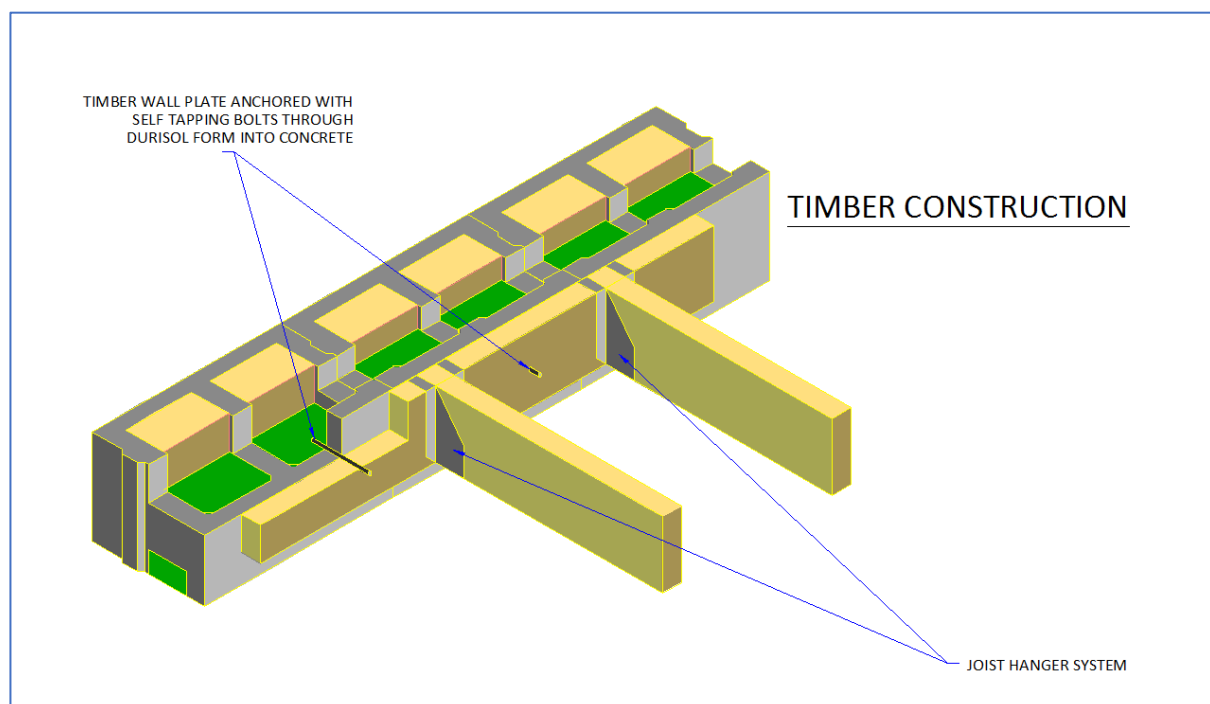 TIMBER WALL PLATE ANCHORED WITH
SELF TAPPING BOLTS THROUGH
DURISOL FORM INTO CONCRETE
TIMBER CONSTRUCTION
JOIST HANGER SYSTEM